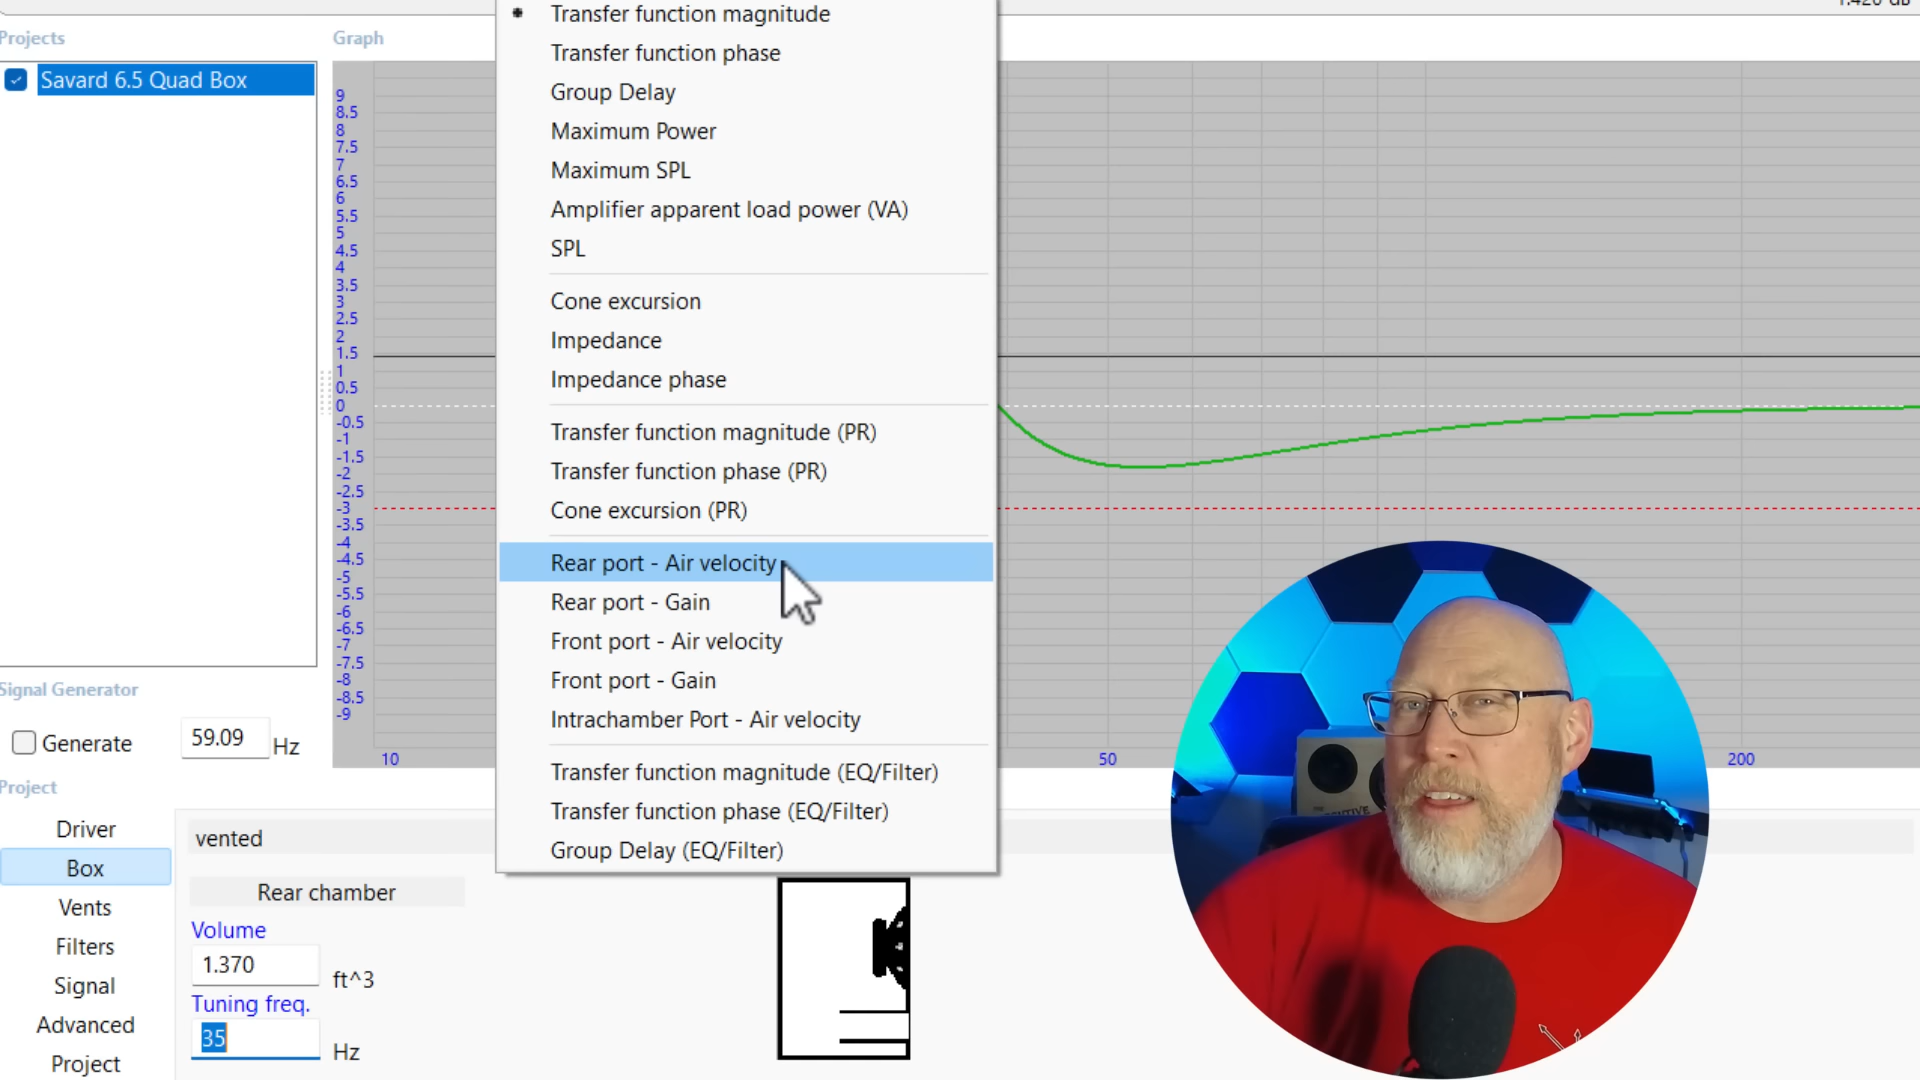 1.420 dB
Projects
Graph
Savard 6.5 Quad Box
Transfer function magnitude
Transfer function phase
Group Delay
Maximum Power
Maximum SPL
Amplifier apparent load power (VA)
SPL
Cone excursion
Impedance
Impedance phase
Transfer function magnitude (PR)
Transfer function phase (PR)
Cone excursion (PR)
Rear port - Air velocity
Rear port - Gain
Front port - Air velocity
Front port - Gain
Intrachamber Port - Air velocity
Transfer function magnitude (EQ/Filter)
Transfer function phase (EQ/Filter)
Group Delay (EQ/Filter)
9
8.5
8
7.5
7
6.5
6
5.5
5
4.5
4
3.5
3
2.5
2
1.5
1
0.5
0
-0.5
-1
-1.5
-2
-2.5
-3
-3.5
-4
-4.5
-5
-5.5
-6
-6.5
-7
-7.5
-8
-8.5
-9
10
50
200
Signal Generator
Generate
59.09
Hz
Project
Driver
Box
Vents
Filters
Signal
Advanced
Project
vented
Rear chamber
Volume
1.370
ft^3
Tuning freq.
35
Hz